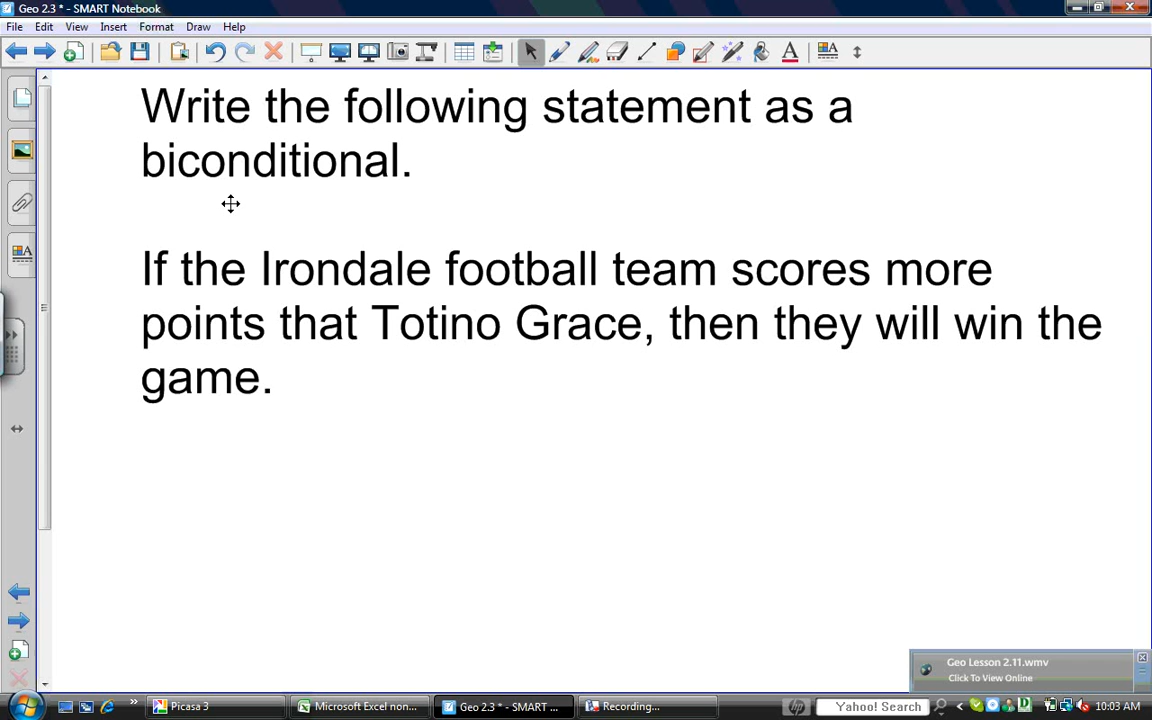 Geo 2.3 * - SMART Notebook
File Edit View Insert Format Draw Help
Write the following statement as a
biconditional.
If the Irondale football team scores more
points that Totino Grace, then they will win the
game.
Geo Lesson 2.11.wmv
Click To View Online
Picasa 3 Microsoft Excel non... Geo 2.3 * - SMART ... Recording... hp Yahoo! Search 10:03 AM